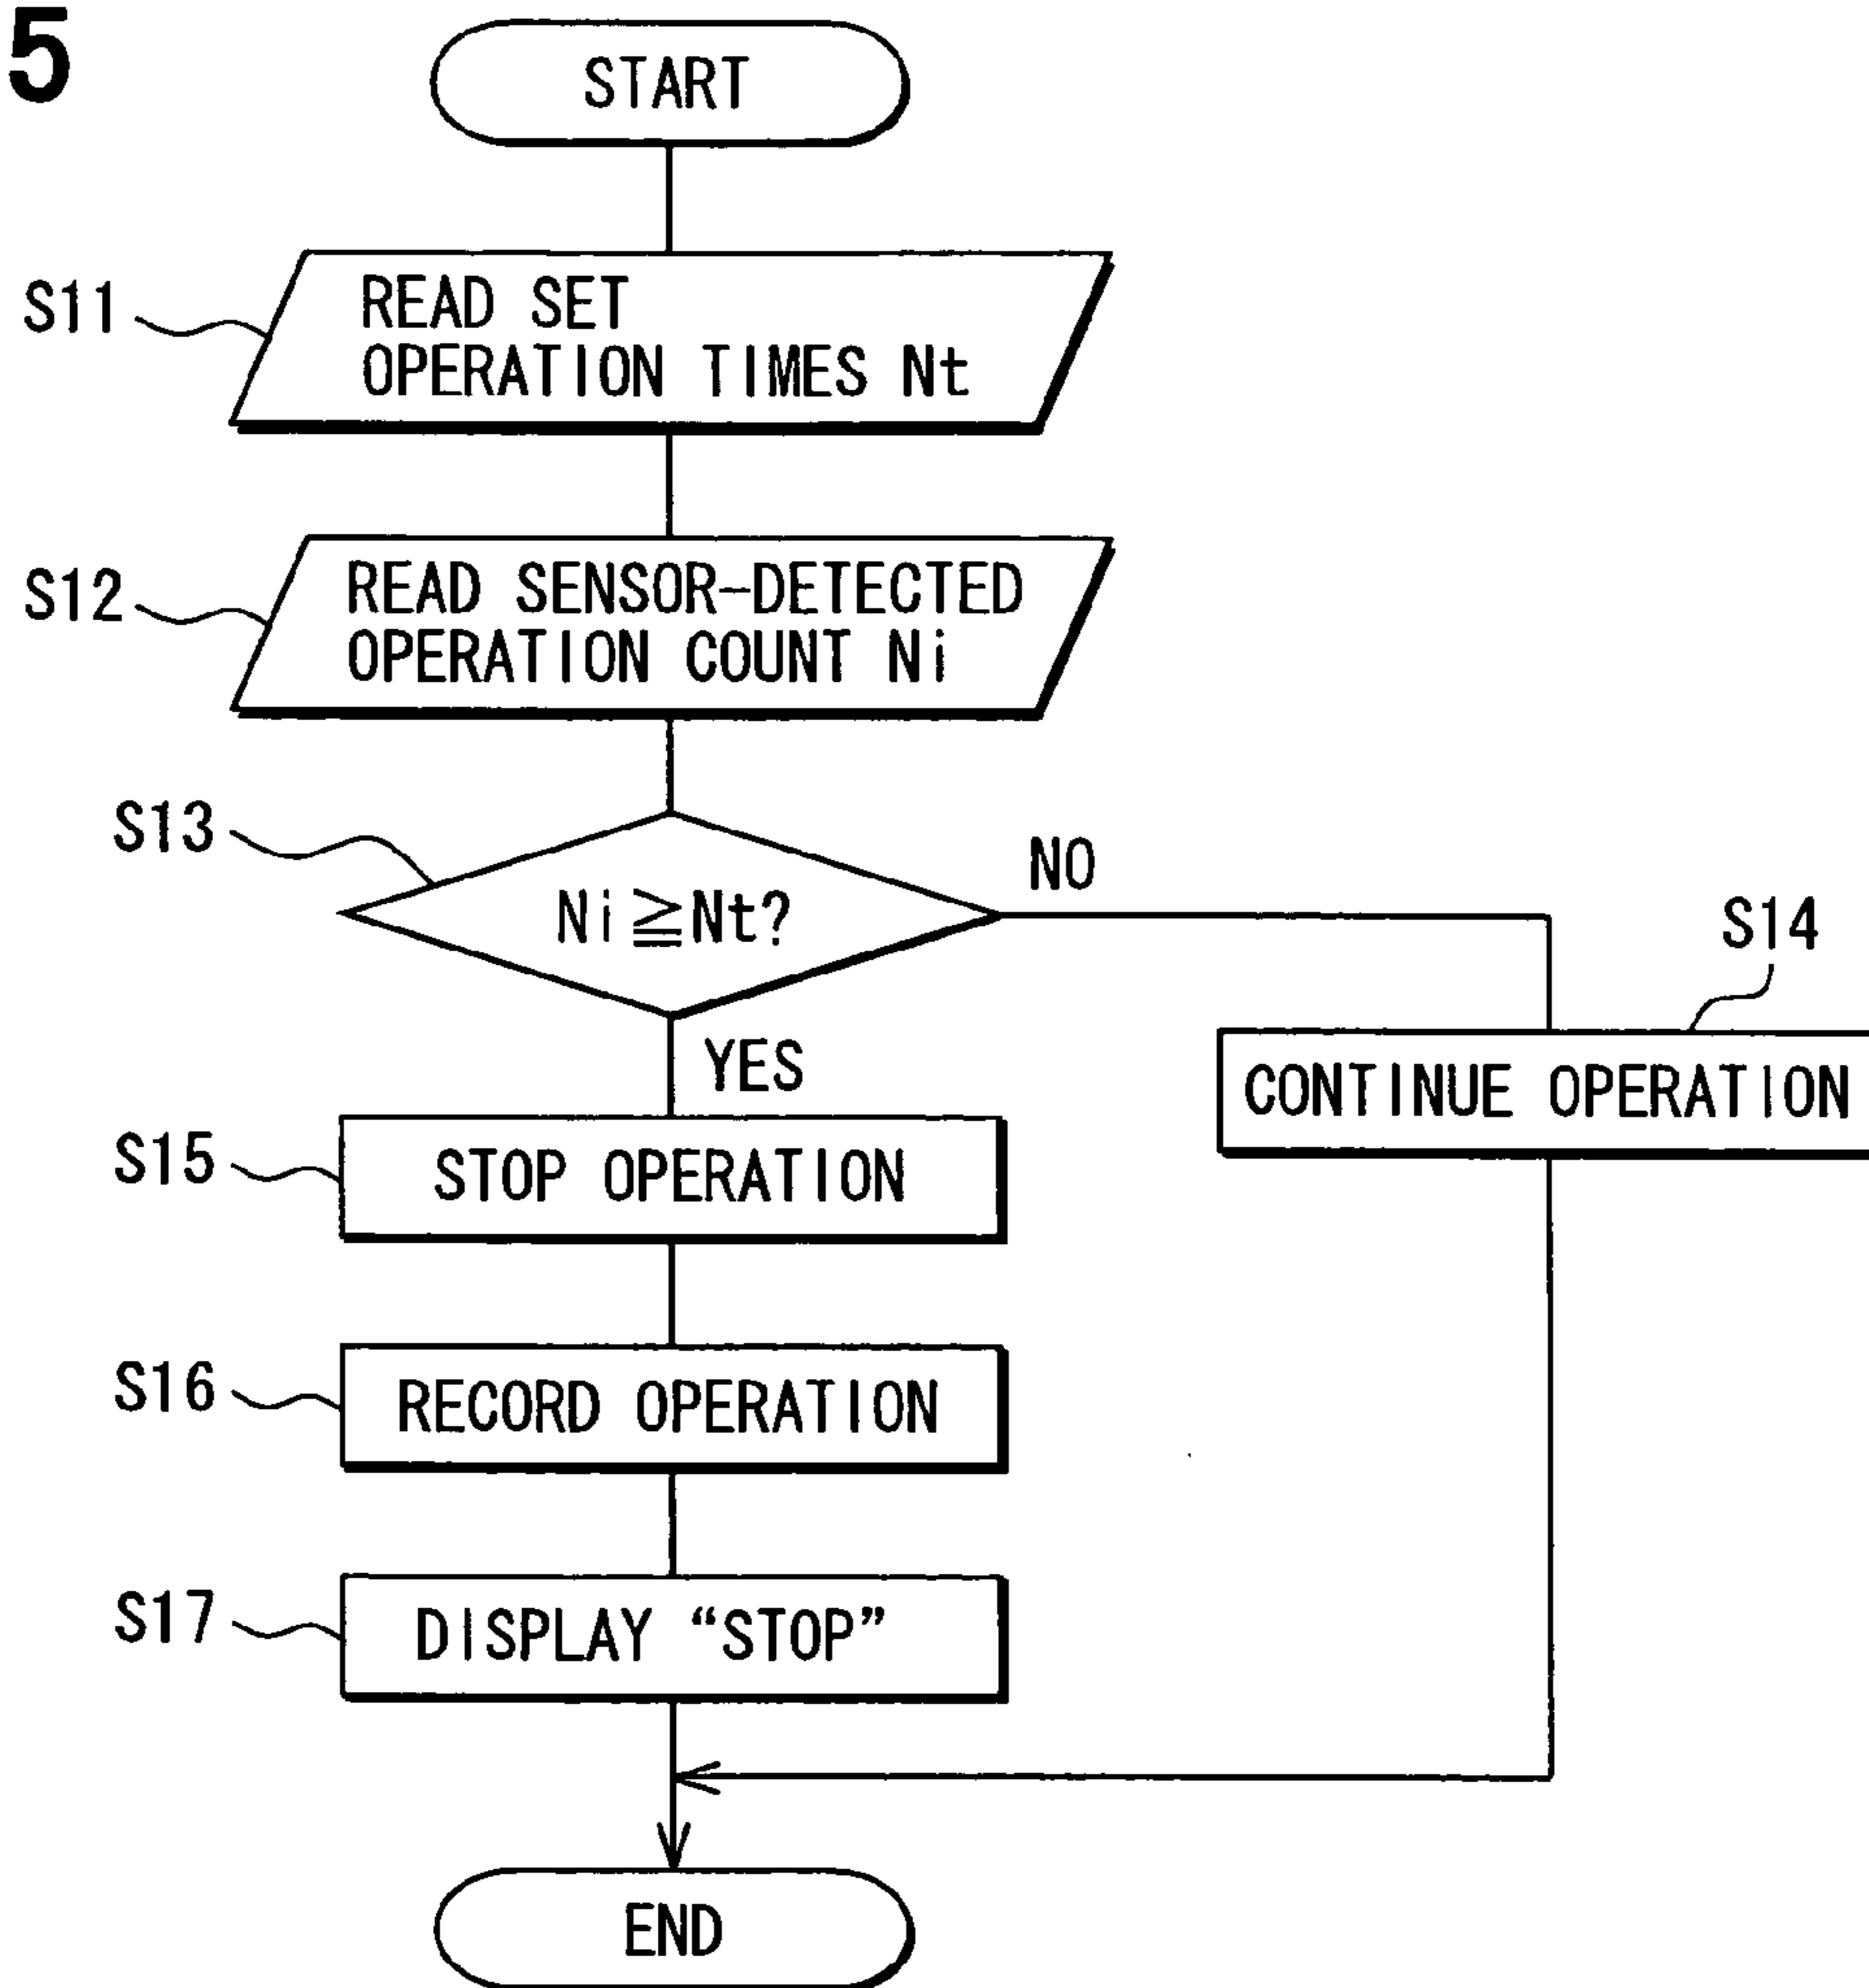 5
START
S11
READ SET
OPERATION TIMES Nt
S12
READ SENSOR-DETECTED
OPERATION COUNT Ni
S13
Ni≧Nt?
NO
S14
YES
CONTINUE OPERATION
S15
STOP OPERATION
S16
RECORD OPERATION
S17
DISPLAY “STOP”
END